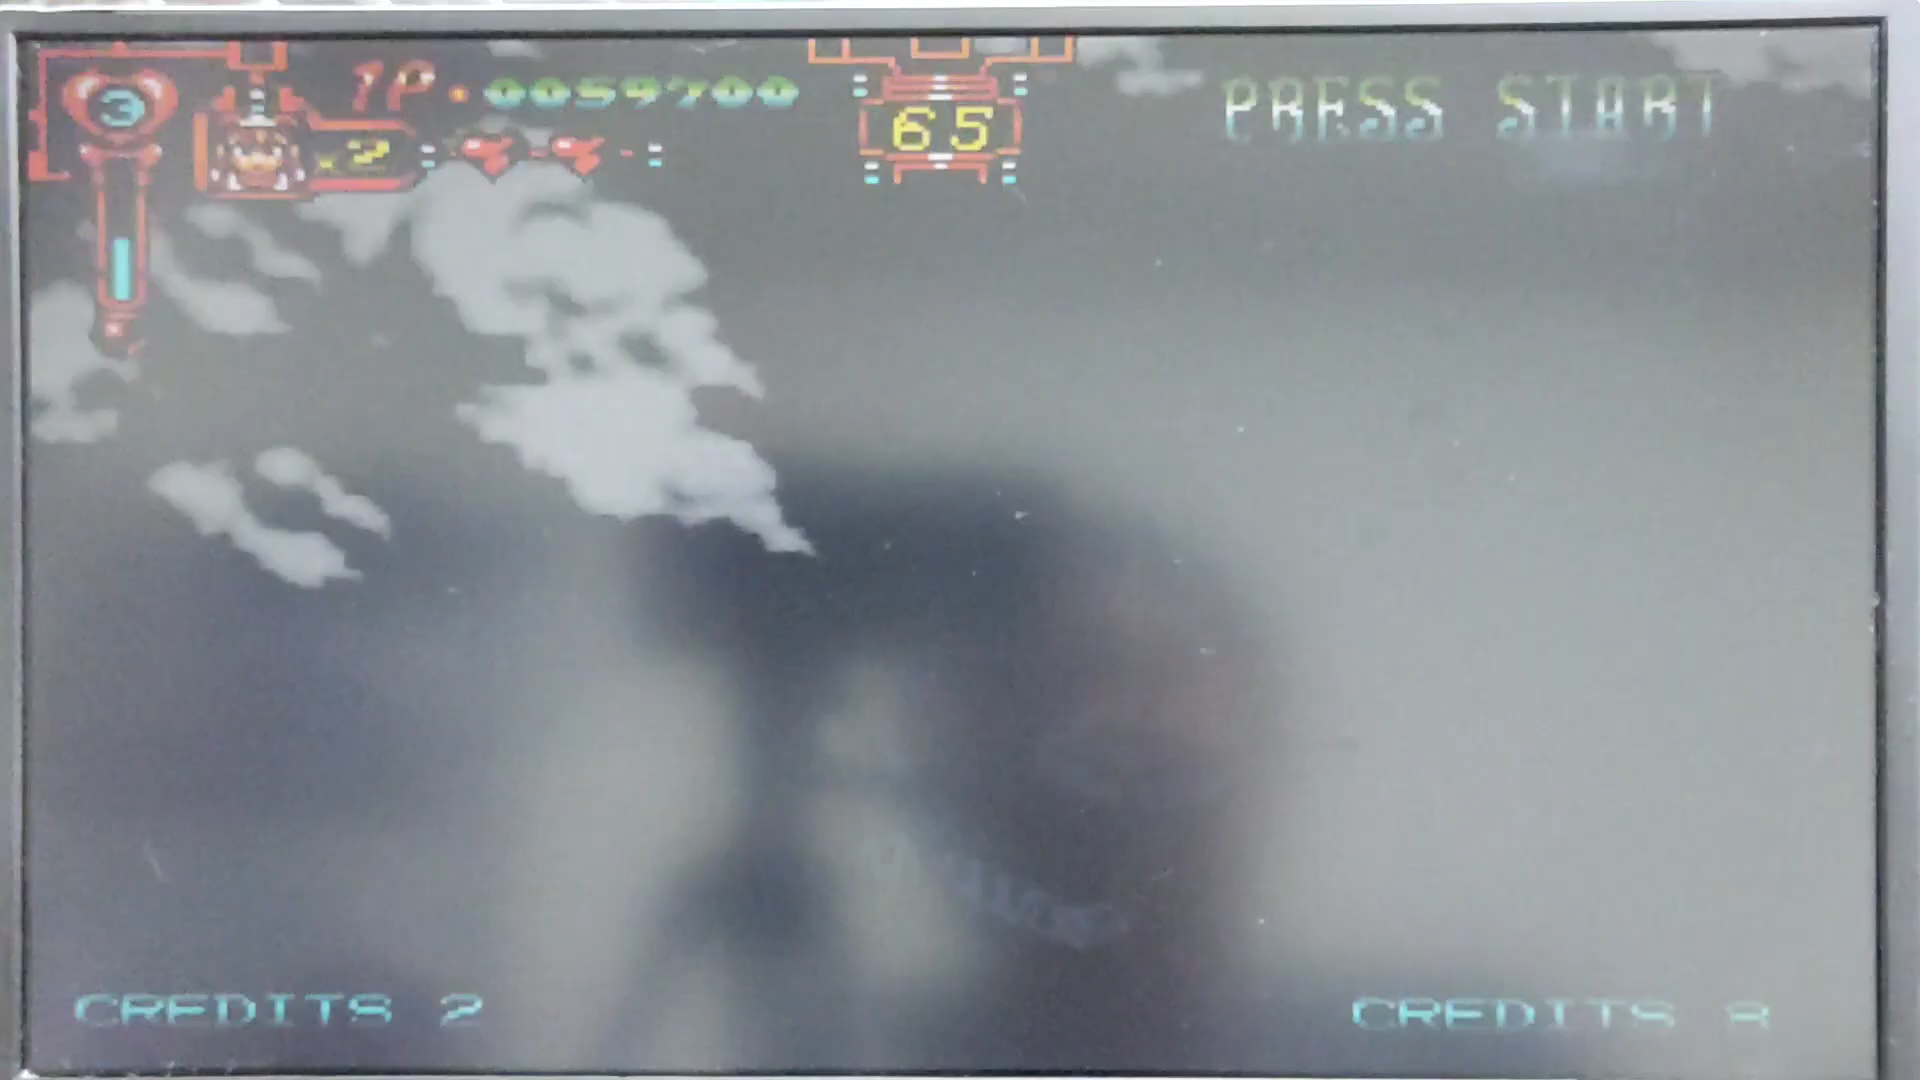 3
1P 0059700
x2
65
PRESS START
CREDITS 2
CREDITS